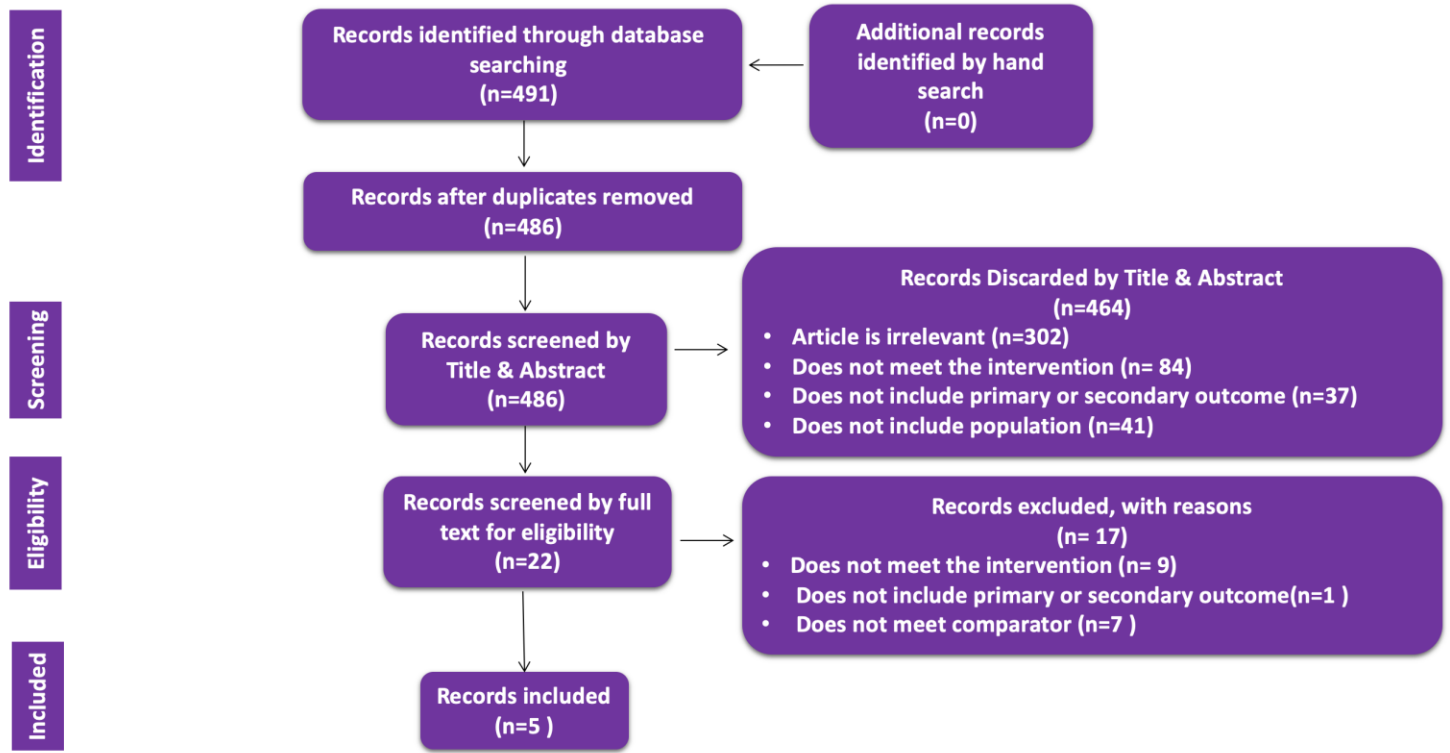 Identification
Records identified through database
searching
(n=491)
Additional records
identified by hand
search
(n=0)
Records after duplicates removed
(n=486)
Screening
Records screened by
Title & Abstract
(n=486)
Records Discarded by Title & Abstract
(n=464)
• Article is irrelevant (n=302)
• Does not meet the intervention (n= 84)
• Does not include primary or secondary outcome (n=37)
• Does not include population (n=41)
Eligibility
Records screened by full
text for eligibility
(n=22)
Records excluded, with reasons
(n= 17)
• Does not meet the intervention (n= 9)
• Does not include primary or secondary outcome(n=1 )
• Does not meet comparator (n=7 )
Included
Records included
(n=5 )